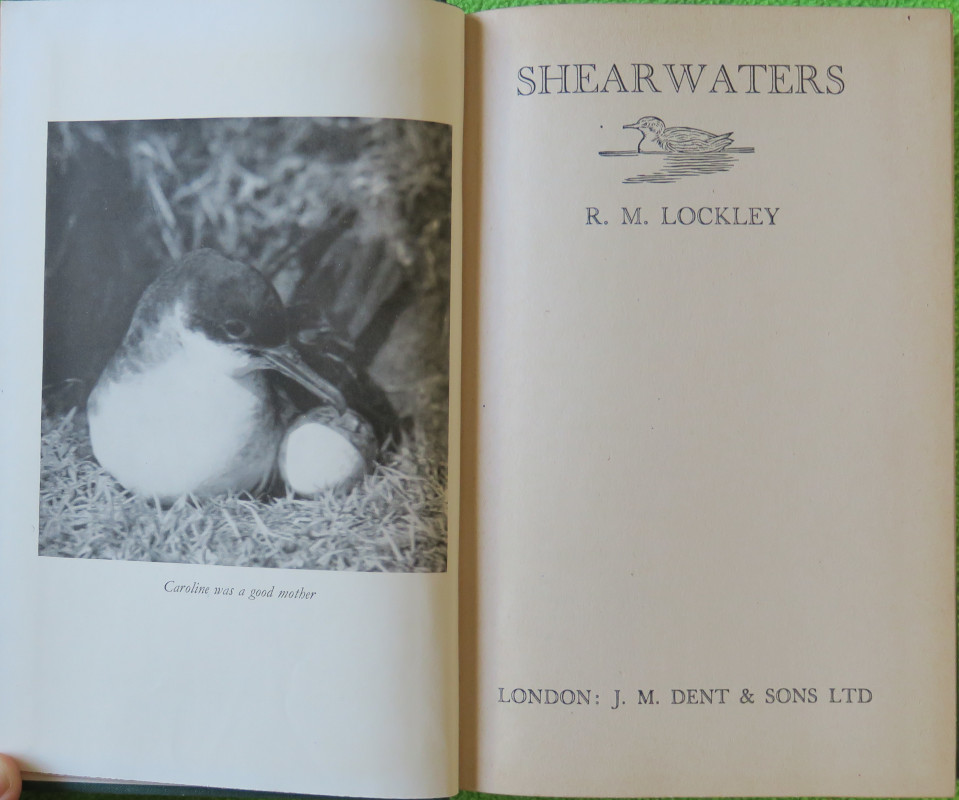 Caroline was a good mother
SHEARWATERS
R. M. LOCKLEY
LONDON: J. M. DENT & SONS LTD